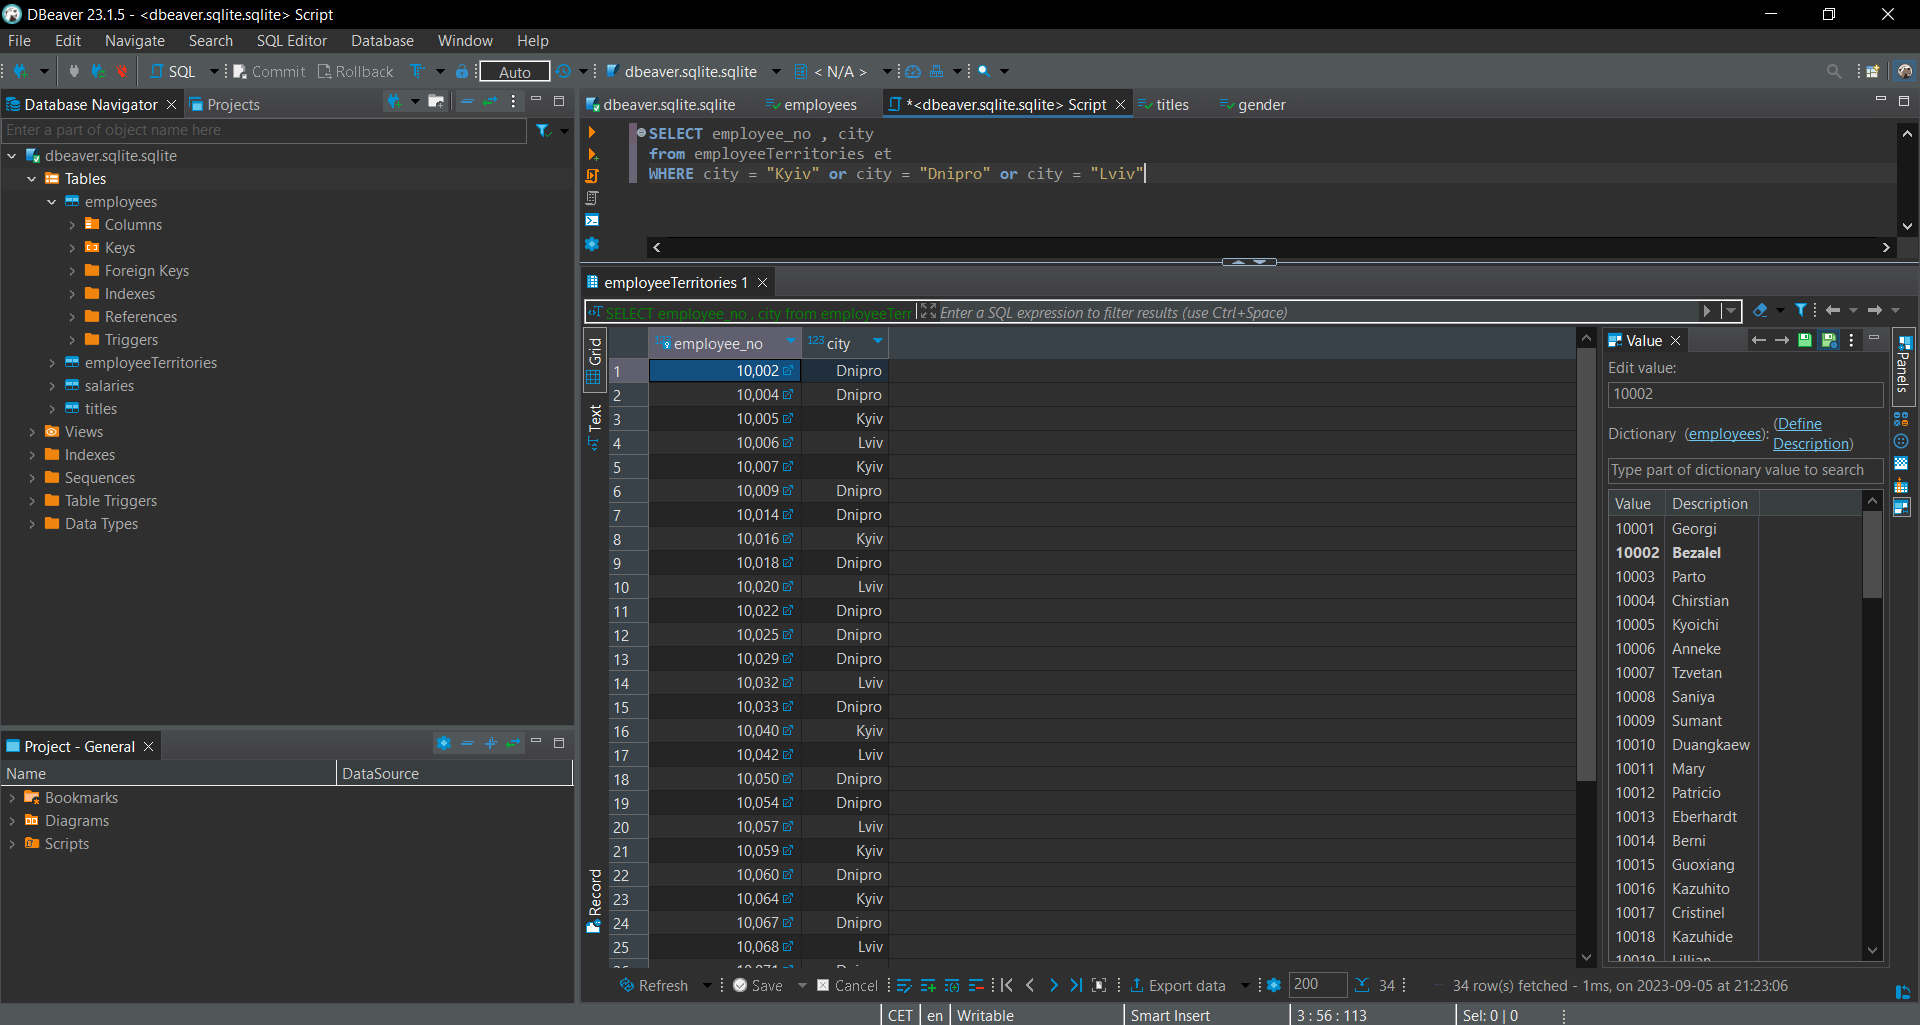 DBeaver 23.1.5 - <dbeaver.sqlite.sqlite> Script
File Edit Navigate Search SQL Editor Database Window Help
SQL Commit Rollback Auto dbeaver.sqlite.sqlite < N/A >
Database Navigator Projects
Enter a part of object name here
dbeaver.sqlite.sqlite
Tables
employees
Columns
Keys
Foreign Keys
Indexes
References
Triggers
employeeTerritories
salaries
titles
Views
Indexes
Sequences
Table Triggers
Data Types
Project - General
Name DataSource
Bookmarks
Diagrams
Scripts
dbeaver.sqlite.sqlite employees *<dbeaver.sqlite.sqlite> Script titles gender
SELECT employee_no , city
from employeeTerritories et
WHERE city = "Kyiv" or city = "Dnipro" or city = "Lviv"
employeeTerritories 1
SELECT employee_no , city from employeeTerr Enter a SQL expression to filter results (use Ctrl+Space)
Grid
Text
Record
employee_no 123 city
1 10,002 Dnipro
2 10,004 Dnipro
3 10,005 Kyiv
4 10,006 Lviv
5 10,007 Kyiv
6 10,009 Dnipro
7 10,014 Dnipro
8 10,016 Kyiv
9 10,018 Dnipro
10 10,020 Lviv
11 10,022 Dnipro
12 10,025 Dnipro
13 10,029 Dnipro
14 10,032 Lviv
15 10,033 Dnipro
16 10,040 Kyiv
17 10,042 Lviv
18 10,050 Dnipro
19 10,054 Dnipro
20 10,057 Lviv
21 10,059 Kyiv
22 10,060 Dnipro
23 10,064 Kyiv
24 10,067 Dnipro
25 10,068 Lviv
Value
Edit value:
10002
Dictionary (employees): (Define Description)
Type part of dictionary value to search
Value Description
10001 Georgi
10002 Bezalel
10003 Parto
10004 Chirstian
10005 Kyoichi
10006 Anneke
10007 Tzvetan
10008 Saniya
10009 Sumant
10010 Duangkaew
10011 Mary
10012 Patricio
10013 Eberhardt
10014 Berni
10015 Guoxiang
10016 Kazuhito
10017 Cristinel
10018 Kazuhide
10019 Lillian
Panels
Refresh Save Cancel Export data 200 34 34 row(s) fetched - 1ms, on 2023-09-05 at 21:23:06
CET en Writable Smart Insert 3 : 56 : 113 Sel: 0 | 0